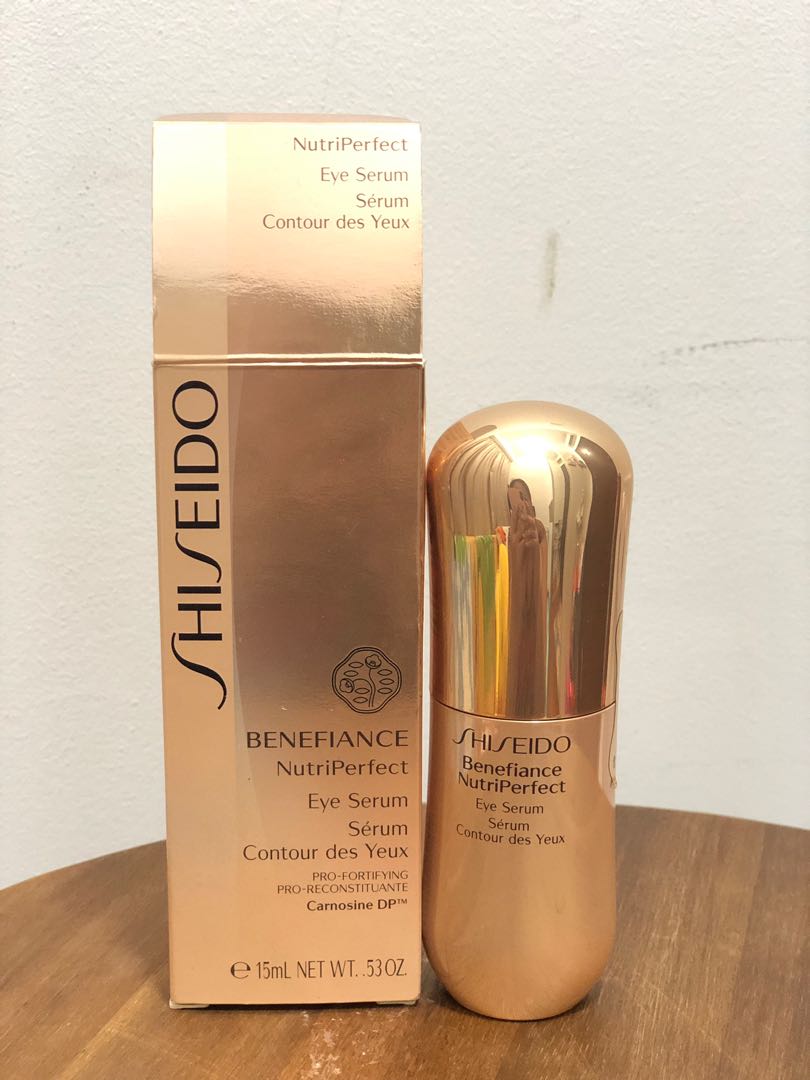 NutriPerfect
Eye Serum
Sérum
Contour des Yeux
SHISEIDO
BENEFIANCE
NutriPerfect
Eye Serum
Sérum
Contour des Yeux
PRO-FORTIFYING
PRO-RECONSTITUANTE
Carnosine DP™
℮ 15mL NET WT. .53 OZ.
SHISEIDO
Benefiance
NutriPerfect
Eye Serum
Sérum
Contour des Yeux